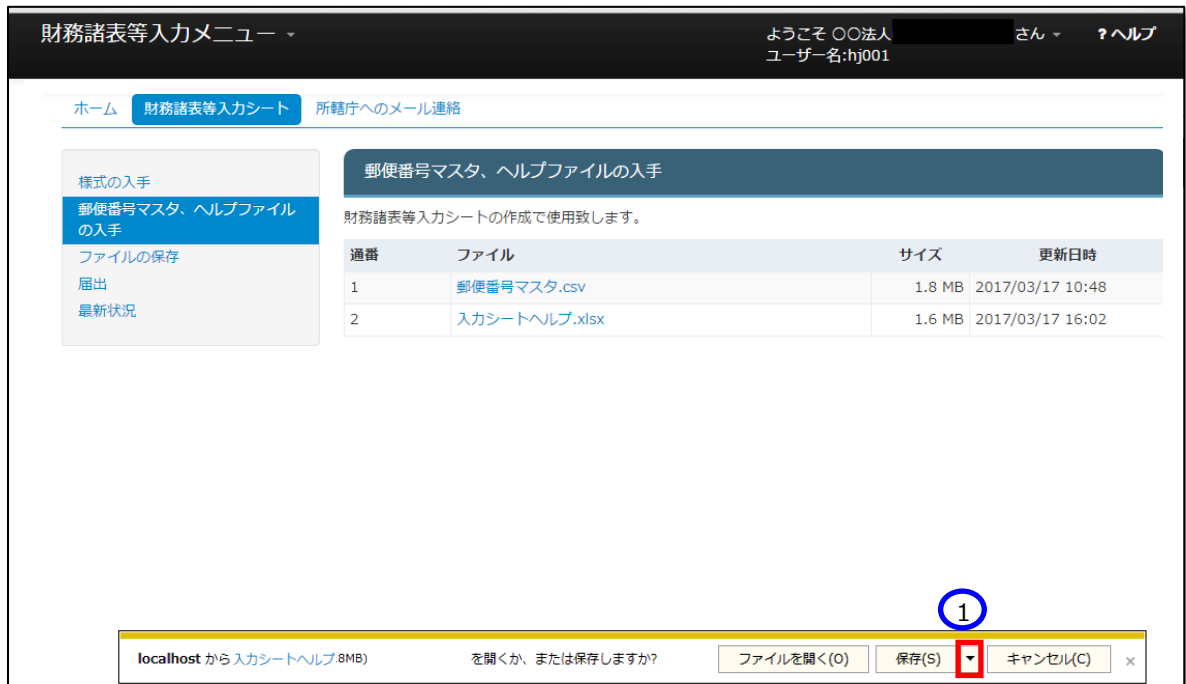 財務諸表等入力メニュー
ようこそ 〇〇法人 さん ?ヘルプ
ユーザー名:hj001
ホーム 財務諸表等入力シート 所轄庁へのメール連絡
様式の入手
郵便番号マスタ、ヘルプファイル
の入手
ファイルの保存
届出
最新状況
郵便番号マスタ、ヘルプファイルの入手
財務諸表等入力シートの作成で使用致します。
通番 ファイル サイズ 更新日時
1 郵便番号マスタ.csv 1.8 MB 2017/03/17 10:48
2 入力シートヘルプ.xlsx 1.6 MB 2017/03/17 16:02
1
localhost から入力シートヘルプ.8MB) を開くか、または保存しますか? ファイルを開く(O) 保存(S) キャンセル(C) ×